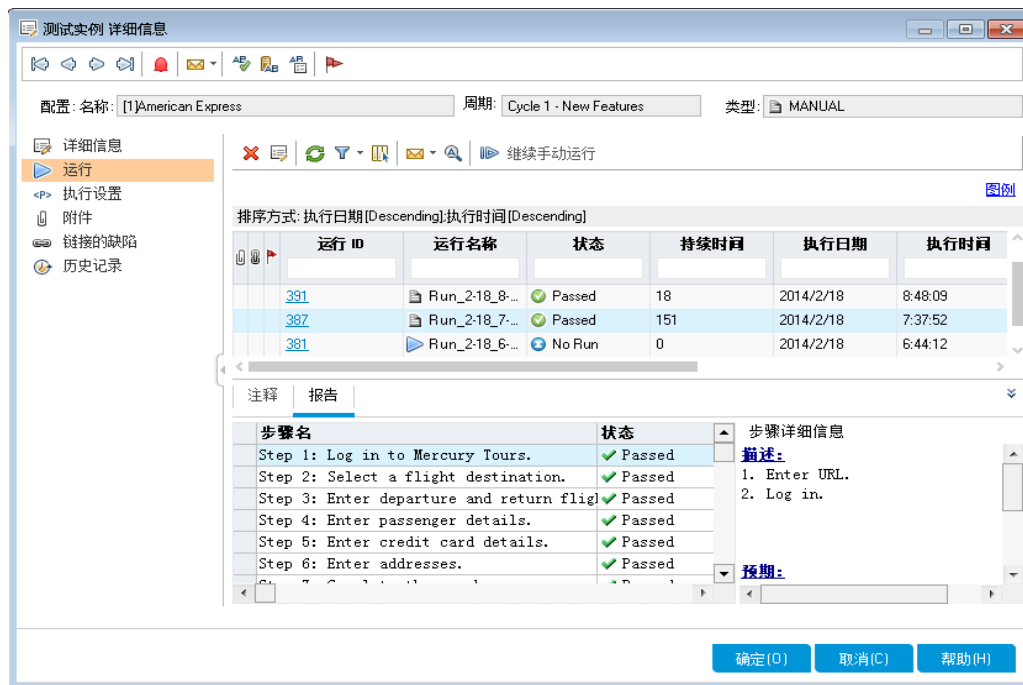 测试实例 详细信息
配置: 名称: [1]American Express 周期: Cycle 1 - New Features 类型: MANUAL
详细信息
运行
执行设置
附件
链接的缺陷
历史记录
继续手动运行
图例
排序方式: 执行日期[Descending];执行时间[Descending]
运行 ID 运行名称 状态 持续时间 执行日期 执行时间
391 Run_2-18_8-... Passed 18 2014/2/18 8:48:09
387 Run_2-18_7-... Passed 151 2014/2/18 7:37:52
381 Run_2-18_6-... No Run 0 2014/2/18 6:44:12
注释 报告
步骤名 状态
Step 1: Log in to Mercury Tours. Passed
Step 2: Select a flight destination. Passed
Step 3: Enter departure and return flig Passed
Step 4: Enter passenger details. Passed
Step 5: Enter credit card details. Passed
Step 6: Enter addresses. Passed
步骤详细信息
描述:
1. Enter URL.
2. Log in.
预期:
确定(O) 取消(C) 帮助(H)